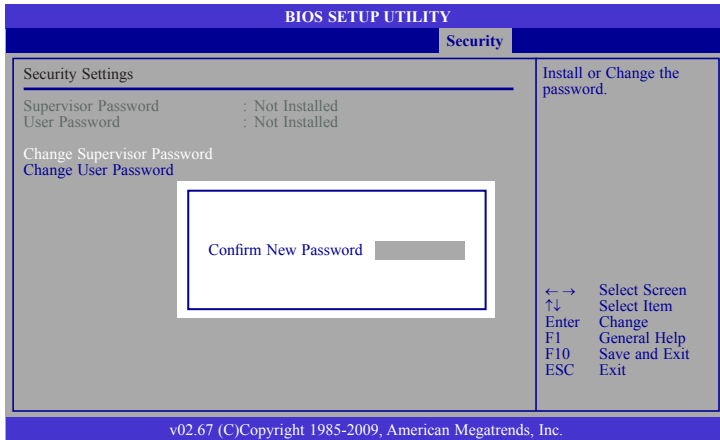 BIOS SETUP UTILITY
Security
Security Settings
Supervisor Password : Not Installed
User Password : Not Installed
Change Supervisor Password
Change User Password
Confirm New Password
Install or Change the
password.
← → Select Screen
↑↓ Select Item
Enter Change
F1 General Help
F10 Save and Exit
ESC Exit
v02.67 (C)Copyright 1985-2009, American Megatrends, Inc.